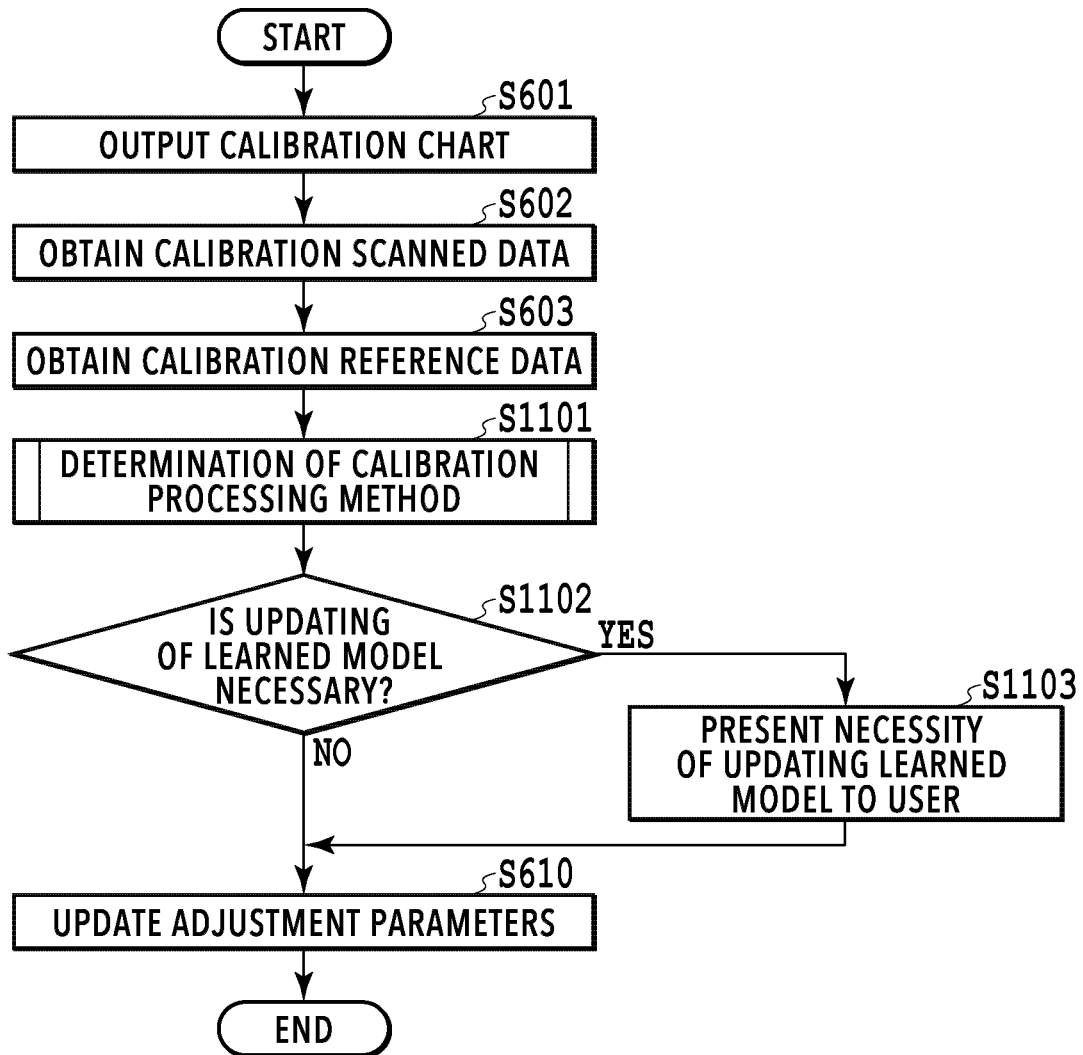 START
S601
OUTPUT CALIBRATION CHART
S602
OBTAIN CALIBRATION SCANNED DATA
S603
OBTAIN CALIBRATION REFERENCE DATA
S1101
DETERMINATION OF CALIBRATION
PROCESSING METHOD
S1102
IS UPDATING
OF LEARNED MODEL
NECESSARY?
YES
NO
S1103
PRESENT NECESSITY
OF UPDATING LEARNED
MODEL TO USER
S610
UPDATE ADJUSTMENT PARAMETERS
END